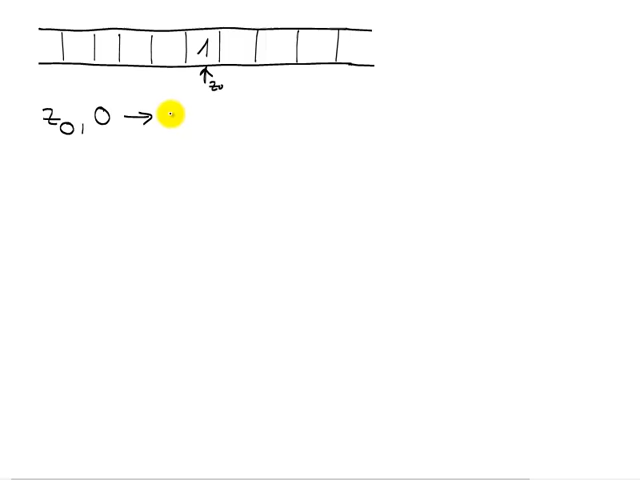 1
z₀
z₀, 0 →